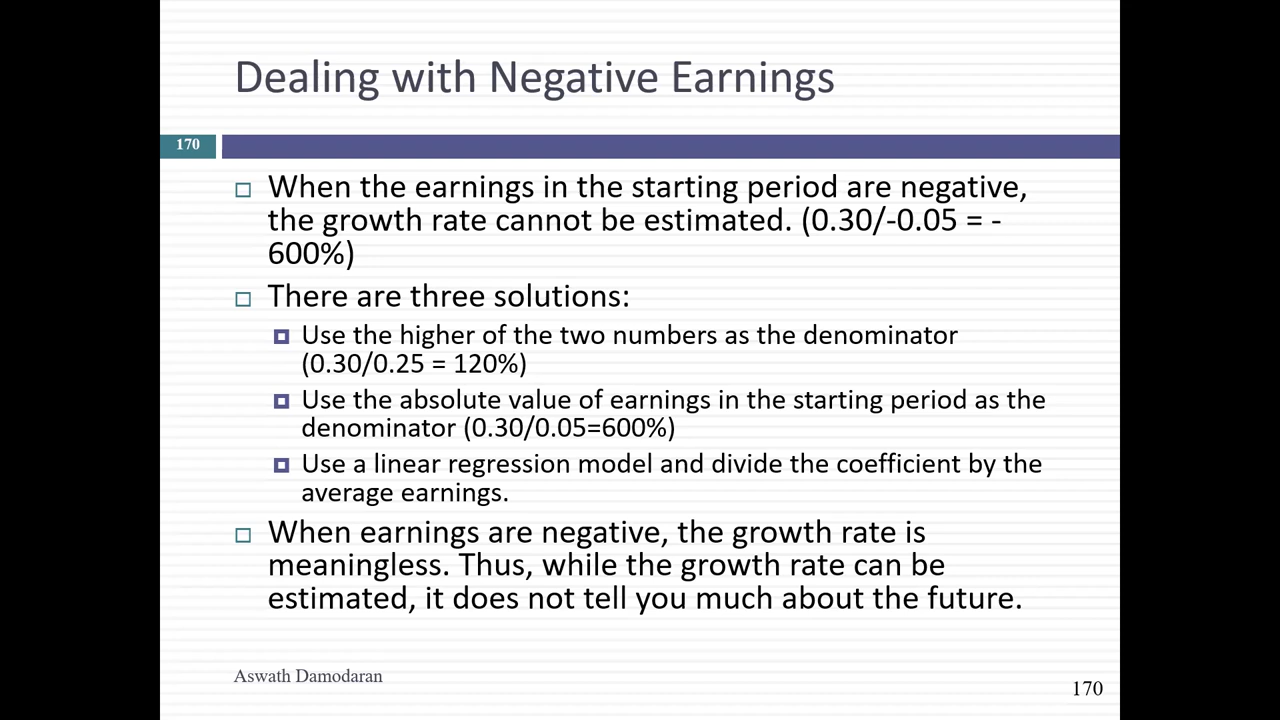 Dealing with Negative Earnings
170
When the earnings in the starting period are negative,
the growth rate cannot be estimated. (0.30/-0.05 = -
600%)
There are three solutions:
Use the higher of the two numbers as the denominator
(0.30/0.25 = 120%)
Use the absolute value of earnings in the starting period as the
denominator (0.30/0.05=600%)
Use a linear regression model and divide the coefficient by the
average earnings.
When earnings are negative, the growth rate is
meaningless. Thus, while the growth rate can be
estimated, it does not tell you much about the future.
Aswath Damodaran
170